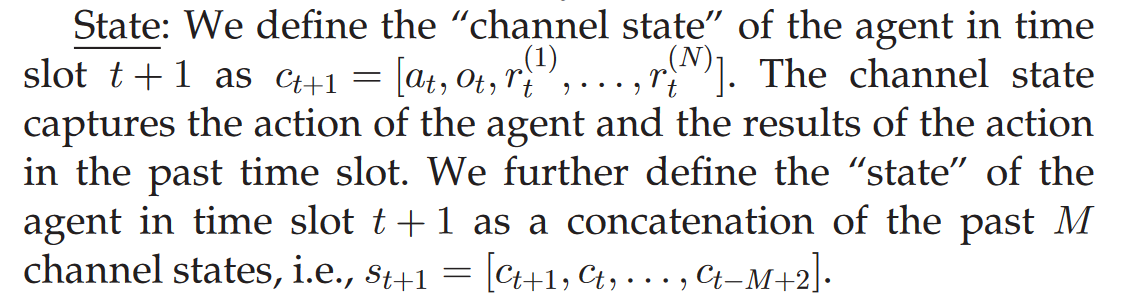 State: We define the “channel state” of the agent in time
slot t + 1 as c_{t+1} = [a_t, o_t, r_t^{(1)}, . . . , r_t^{(N)}]. The channel state
captures the action of the agent and the results of the action
in the past time slot. We further define the “state” of the
agent in time slot t + 1 as a concatenation of the past M
channel states, i.e., s_{t+1} = [c_{t+1}, c_t, . . . , c_{t−M+2}].